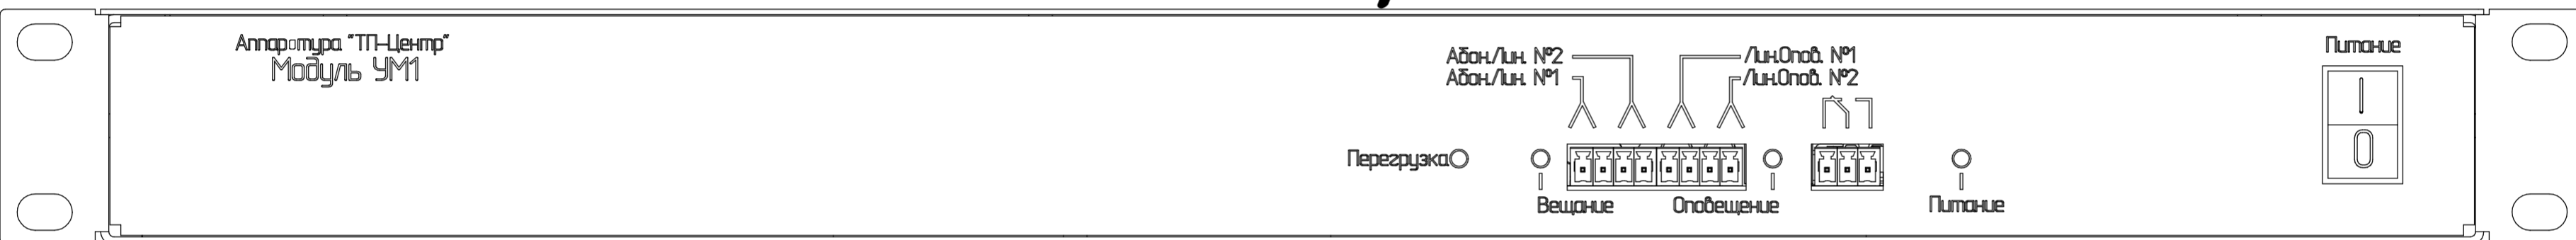 Аппаратура "ТП-Центр"
Модуль УМ1
Абон.Лин. №2
Абон.Лин. №1
Лин.Опов. №1
Лин.Опов. №2
Питание
Перегрузка
Вещание
Оповещение
Питание